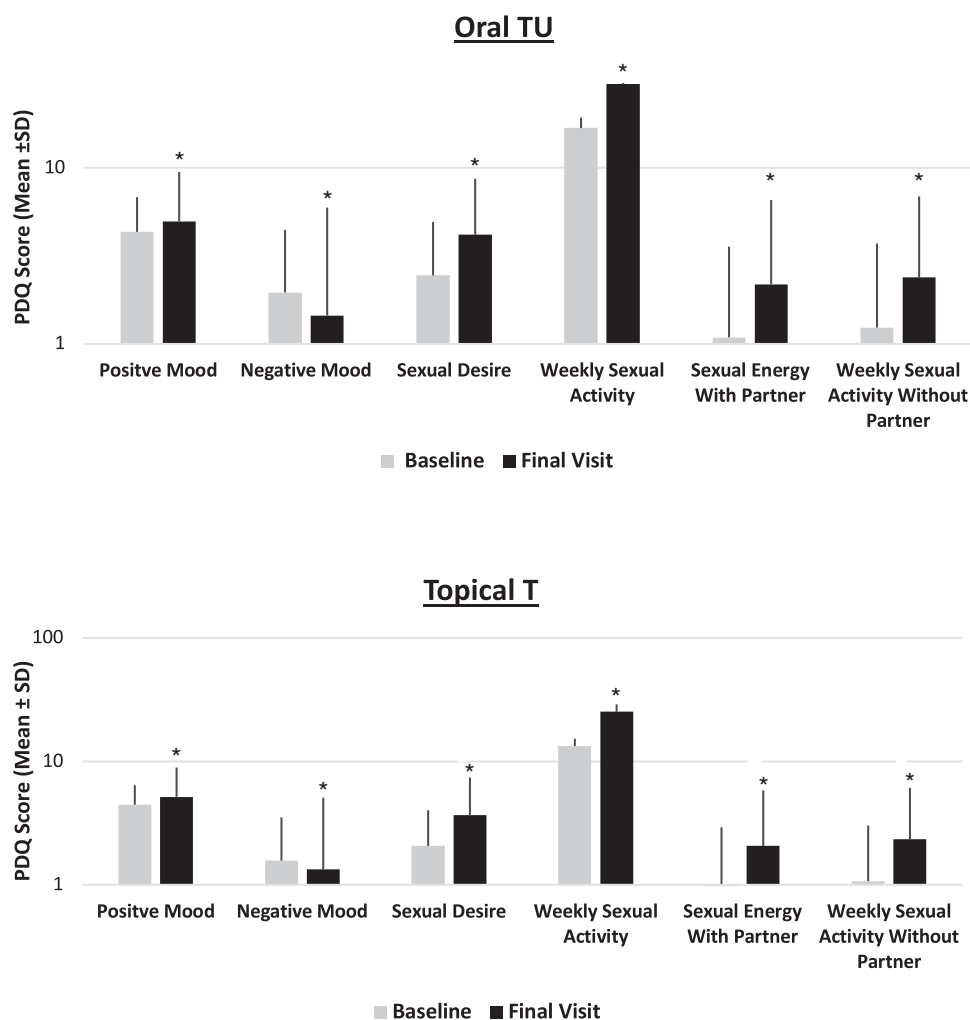 Oral TU
PDQ Score (Mean ±SD)
10
1
*
*
*
*
*
*
Positve Mood
Negative Mood
Sexual Desire
Weekly Sexual
Activity
Sexual Energy
With Partner
Weekly Sexual
Activity Without
Partner
Baseline
Final Visit
Topical T
PDQ Score (Mean ± SD)
100
10
1
*
*
*
*
*
*
Positve Mood
Negative Mood
Sexual Desire
Weekly Sexual
Activity
Sexual Energy
With Partner
Weekly Sexual
Activity Without
Partner
Baseline
Final Visit